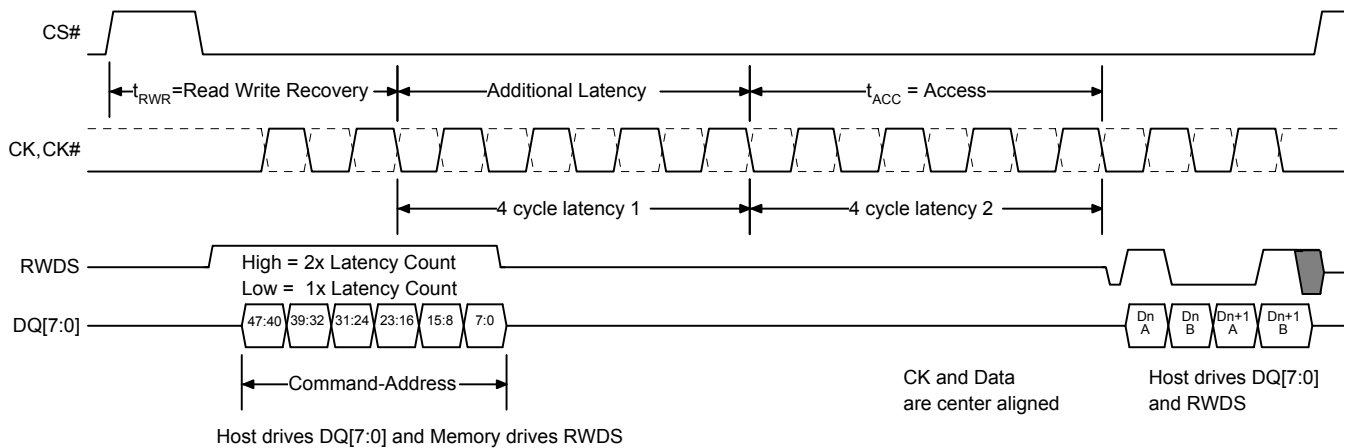 CS#
t_RWR=Read Write Recovery
Additional Latency
t_ACC = Access
CK,CK#
4 cycle latency 1
4 cycle latency 2
RWDS
High = 2x Latency Count
Low = 1x Latency Count
DQ[7:0]
47:40 39:32 31:24 23:16 15:8 7:0
Dn A
Dn B
Dn+1 A
Dn+1 B
Command-Address
CK and Data
are center aligned
Host drives DQ[7:0]
and RWDS
Host drives DQ[7:0] and Memory drives RWDS